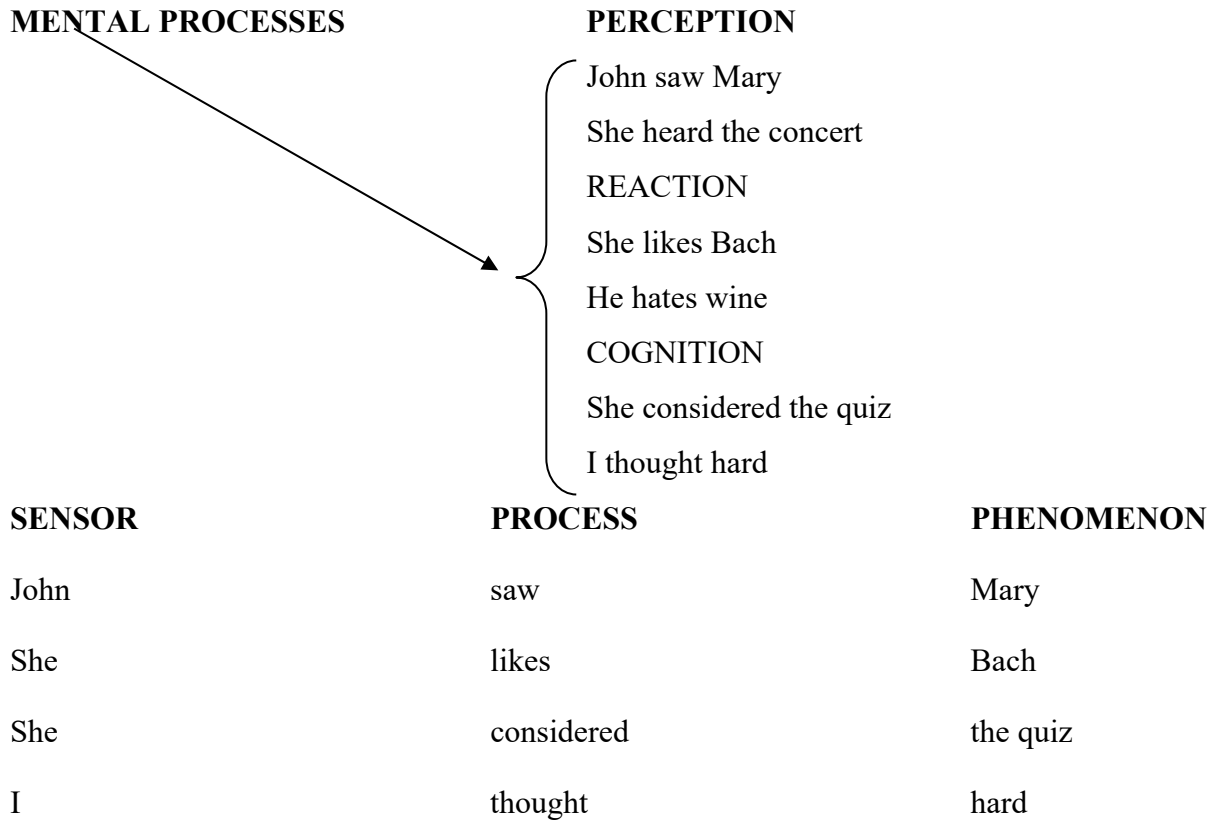 MENTAL PROCESSES PERCEPTION
John saw Mary
She heard the concert
REACTION
She likes Bach
He hates wine
COGNITION
She considered the quiz
I thought hard
SENSOR PROCESS PHENOMENON
John saw Mary
She likes Bach
She considered the quiz
I thought hard